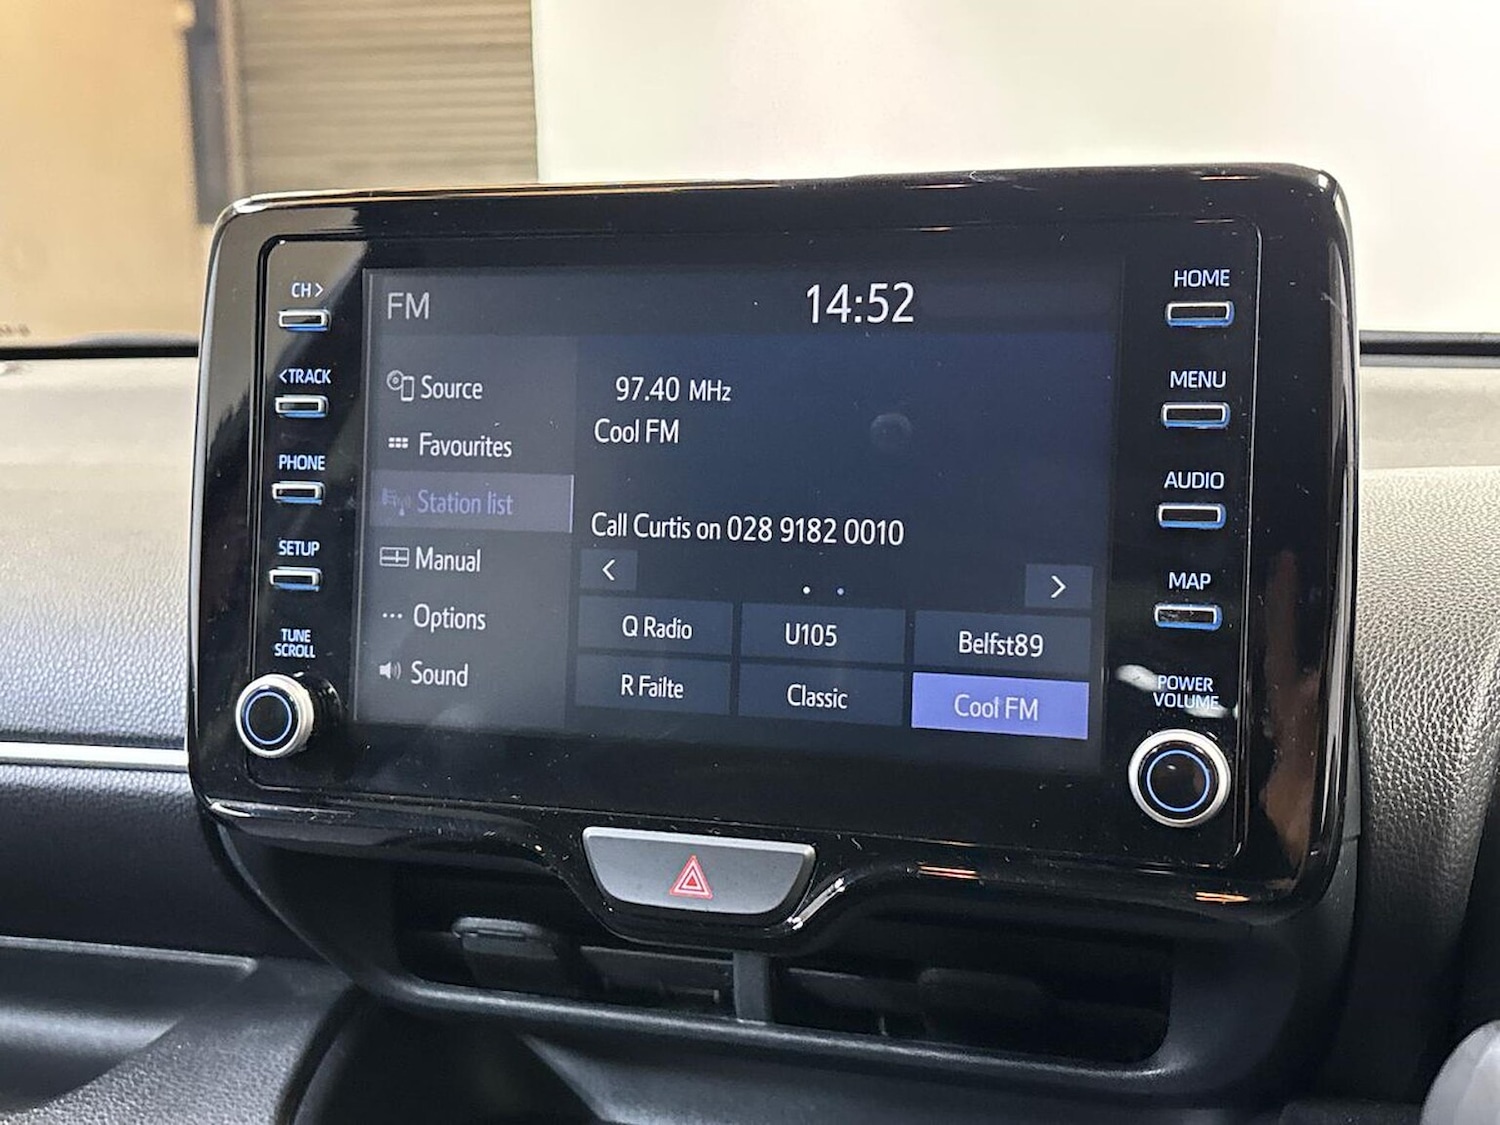 CH>
<TRACK
PHONE
SETUP
TUNE
SCROLL
FM
14:52
Source
Favourites
Station list
Manual
Options
Sound
97.40 MHz
Cool FM
Call Curtis on 028 9182 0010
<
>
Q Radio
U105
Belfst89
R Failte
Classic
Cool FM
HOME
MENU
AUDIO
MAP
POWER
VOLUME